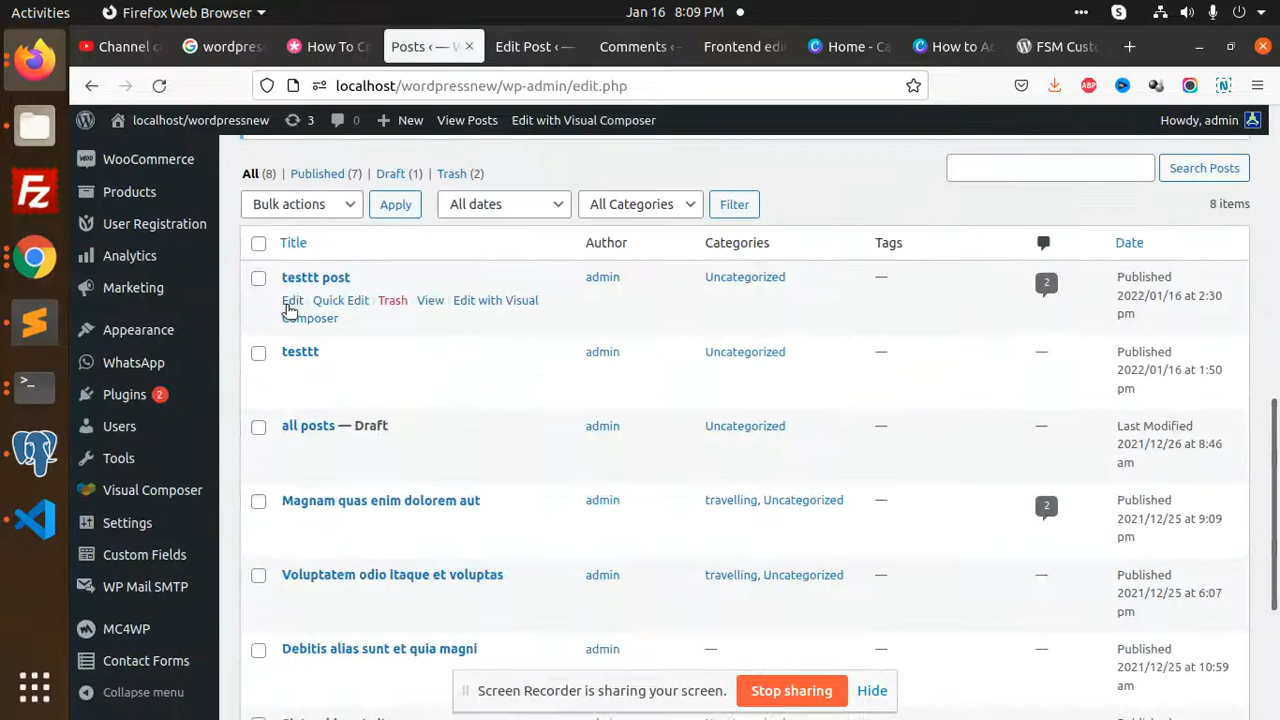 Activities
Firefox Web Browser
Jan 16 8:09 PM
Channel c
wordpress
How To C
Posts ‹ — W
Edit Post ‹ —
Comments ‹
Frontend edi
Home - Ca
How to Ac
FSM Custo
localhost/wordpressnew/wp-admin/edit.php
localhost/wordpressnew
3
0
New
View Posts
Edit with Visual Composer
Howdy, admin
WooCommerce
Products
User Registration
Analytics
Marketing
Appearance
WhatsApp
Plugins 2
Users
Tools
Visual Composer
Settings
Custom Fields
WP Mail SMTP
MC4WP
Contact Forms
Collapse menu
All (8) | Published (7) | Draft (1) | Trash (2)
Search Posts
Bulk actions
Apply
All dates
All Categories
Filter
8 items
Title
Author
Categories
Tags
Date
testtt post
admin
Uncategorized
—
2
Published
2022/01/16 at 2:30
pm
Edit | Quick Edit | Trash | View | Edit with Visual
Composer
testtt
admin
Uncategorized
—
—
Published
2022/01/16 at 1:50
pm
all posts — Draft
admin
Uncategorized
—
—
Last Modified
2021/12/26 at 8:46
am
Magnam quas enim dolorem aut
admin
travelling, Uncategorized
—
2
Published
2021/12/25 at 9:09
pm
Voluptatem odio itaque et voluptas
admin
travelling, Uncategorized
—
—
Published
2021/12/25 at 6:07
pm
Debitis alias sunt et quia magni
admin
—
—
—
Published
2021/12/25 at 10:59
am
Screen Recorder is sharing your screen.
Stop sharing
Hide